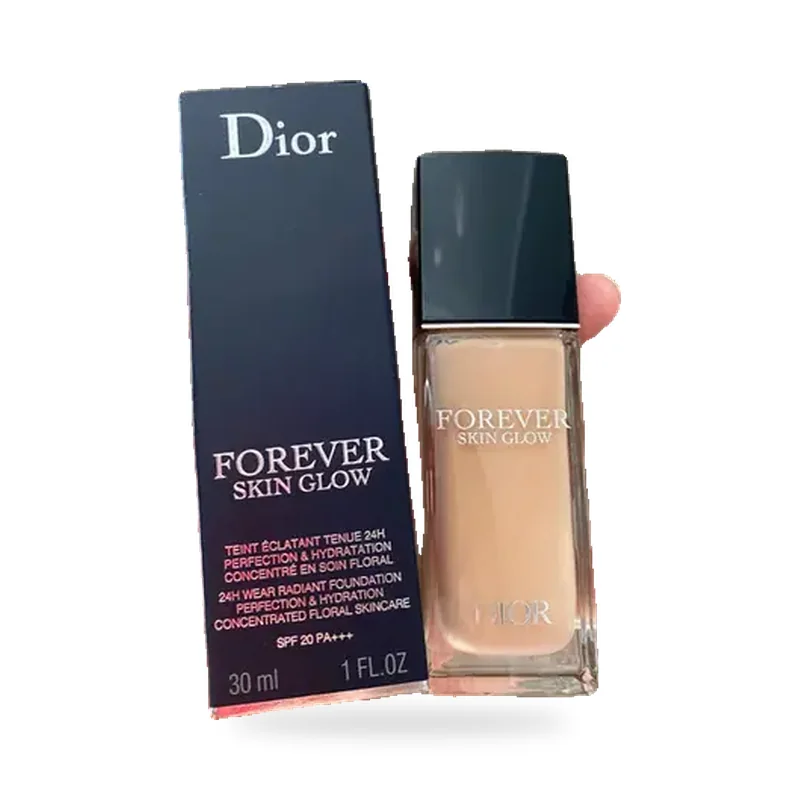 Dior
FOREVER
SKIN GLOW
TEINT ÉCLATANT TENUE 24H
PERFECTION & HYDRATATION
CONCENTRÉ EN SOIN FLORAL
24H WEAR RADIANT FOUNDATION
PERFECTION & HYDRATION
CONCENTRATED FLORAL SKINCARE
SPF 20 PA+++
30 ml 1 FL.OZ
FOREVER
SKIN GLOW
DIOR